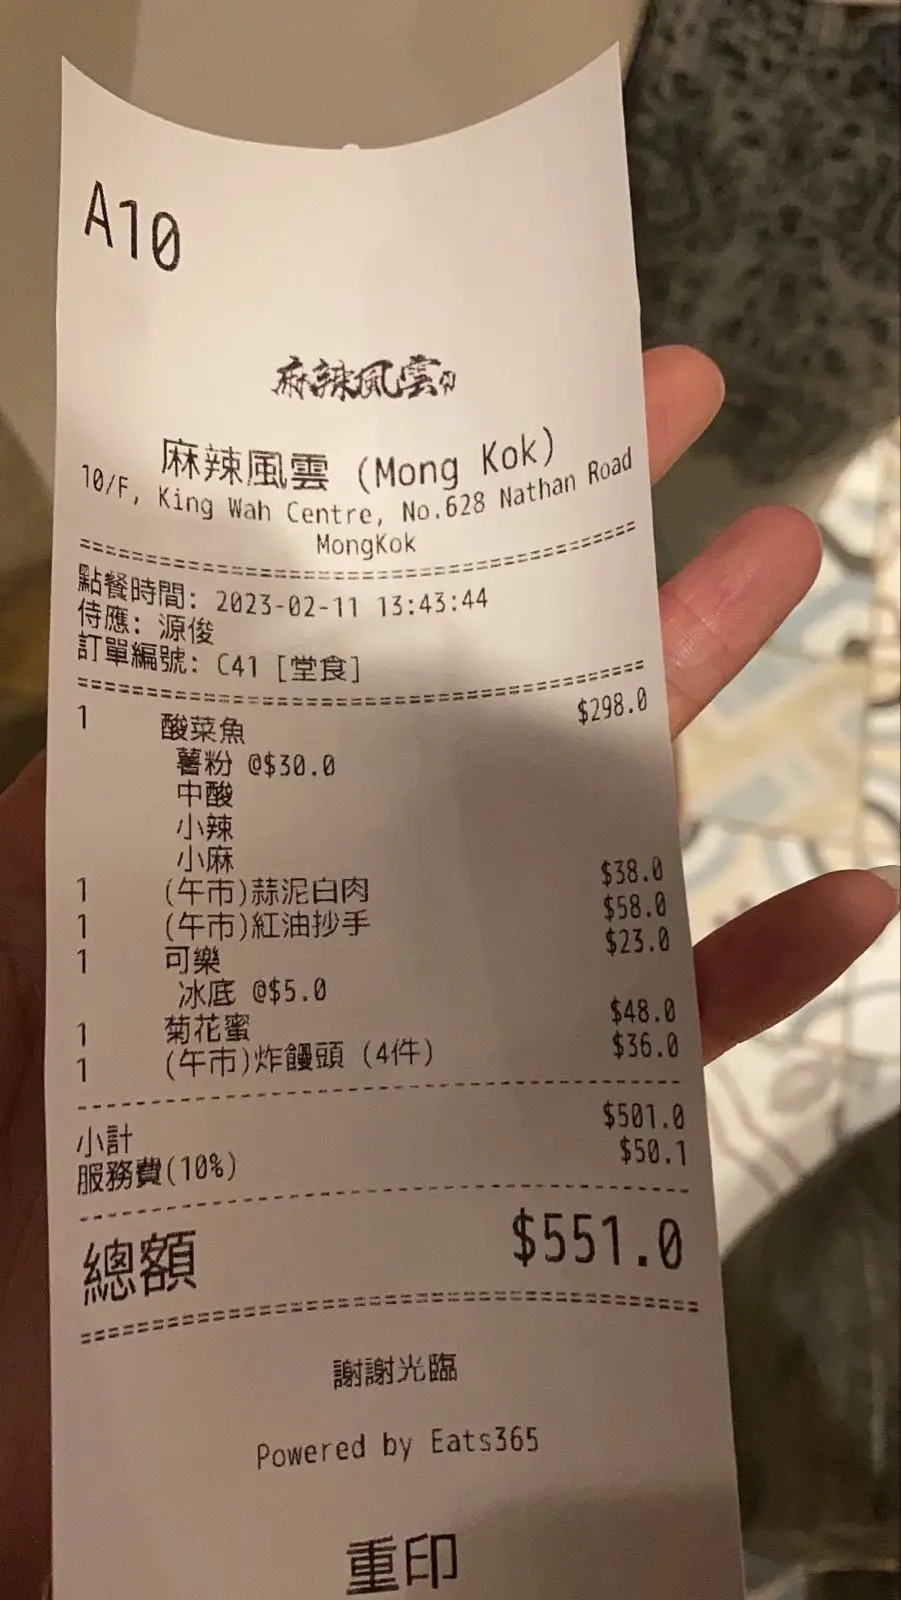 A10
麻辣風雲
麻辣風雲 (Mong Kok)
10/F, King Wah Centre, No.628 Nathan Road
MongKok
點餐時間: 2023-02-11 13:43:44
侍應: 源俊
訂單編號: C41 [堂食]
1 酸菜魚 $298.0
薯粉 @$30.0
中酸
小辣
小麻
1 (午市)蒜泥白肉 $38.0
1 (午市)紅油抄手 $58.0
1 可樂 $23.0
冰底 @$5.0
1 菊花蜜 $48.0
1 (午市)炸饅頭 (4件) $36.0
小計 $501.0
服務費(10%) $50.1
總額 $551.0
謝謝光臨
Powered by Eats365
重印